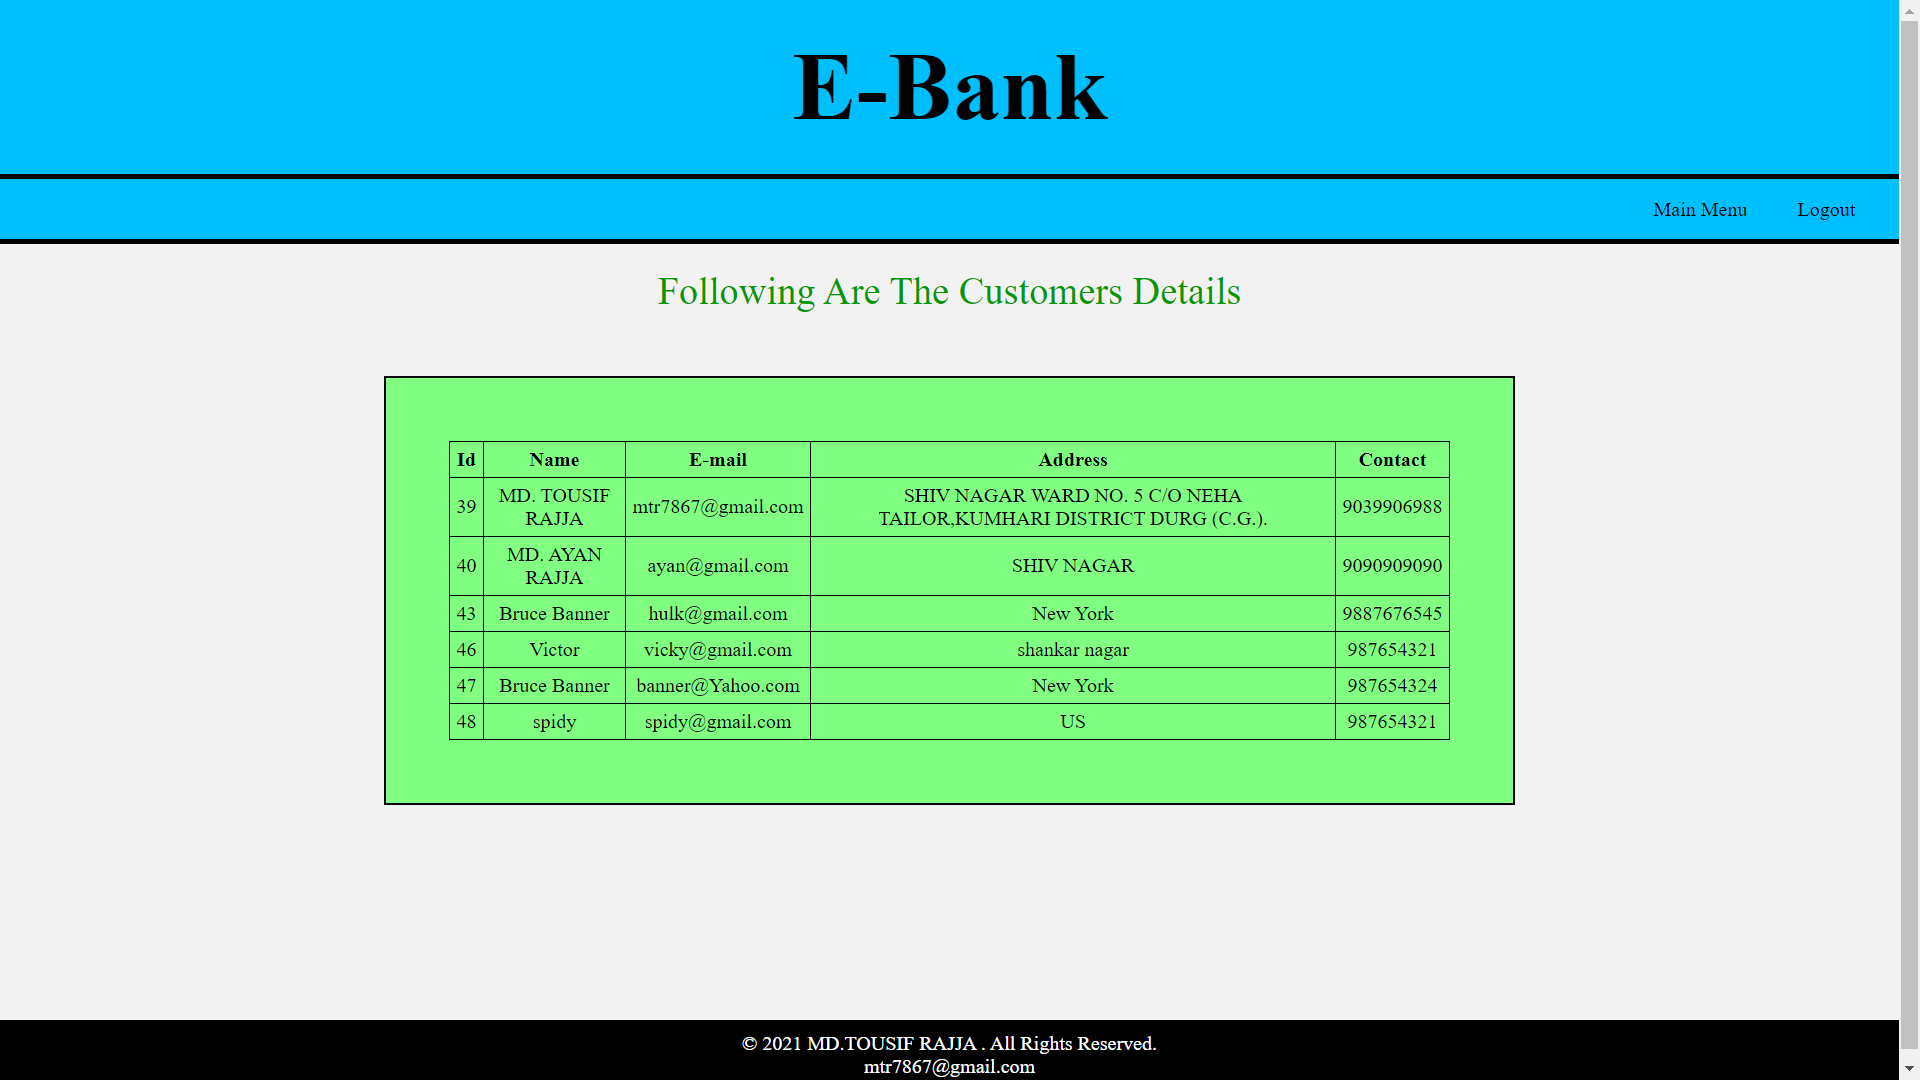 E-Bank
Main Menu Logout
Following Are The Customers Details
Id Name E-mail Address Contact
39 MD. TOUSIF RAJJA mtr7867@gmail.com SHIV NAGAR WARD NO. 5 C/O NEHA TAILOR,KUMHARI DISTRICT DURG (C.G.). 9039906988
40 MD. AYAN RAJJA ayan@gmail.com SHIV NAGAR 9090909090
43 Bruce Banner hulk@gmail.com New York 9887676545
46 Victor vicky@gmail.com shankar nagar 987654321
47 Bruce Banner banner@Yahoo.com New York 987654324
48 spidy spidy@gmail.com US 987654321
© 2021 MD.TOUSIF RAJJA . All Rights Reserved.
mtr7867@gmail.com